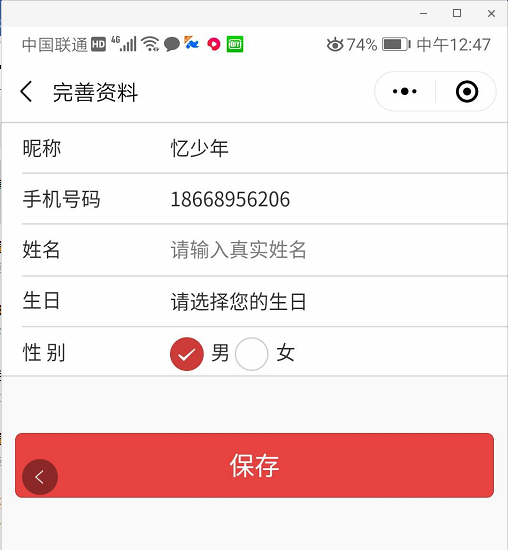 中国联通 HD 4G 74% 中午12:47
完善资料
昵称 忆少年
手机号码 18668956206
姓名 请输入真实姓名
生日 请选择您的生日
性 别 男 女
保存